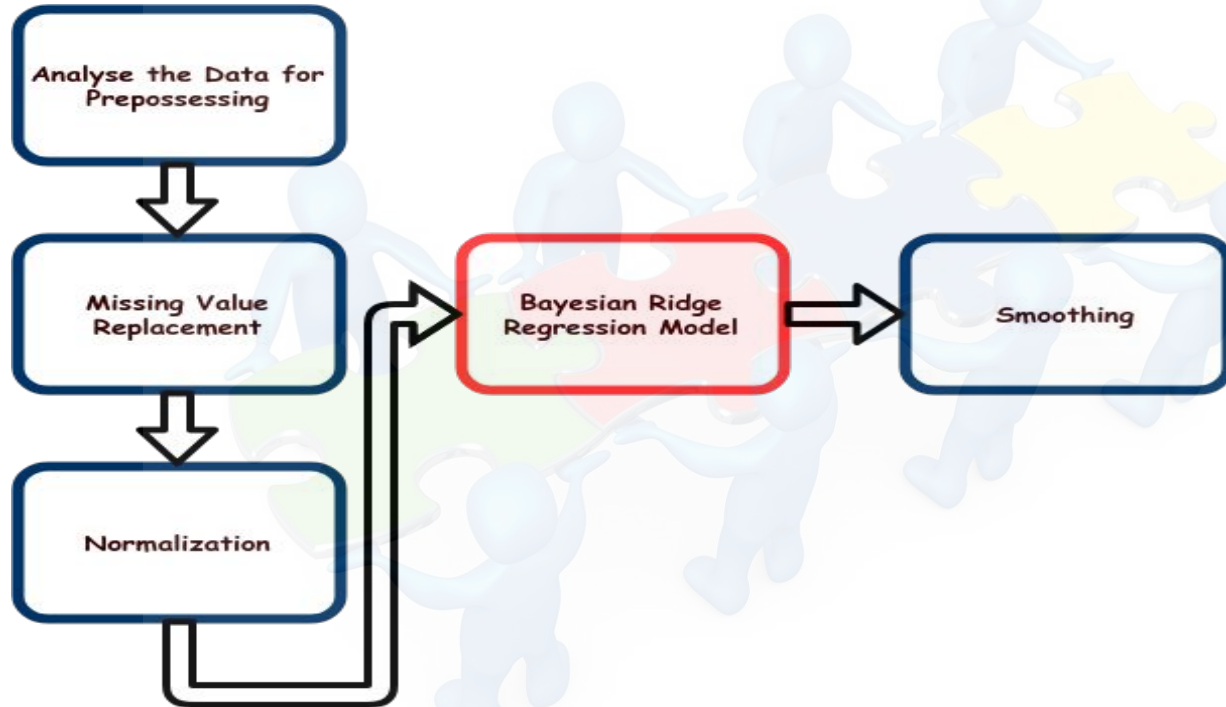 Analyse the Data for
Prepossessing
Missing Value
Replacement
Normalization
Bayesian Ridge
Regression Model
Smoothing